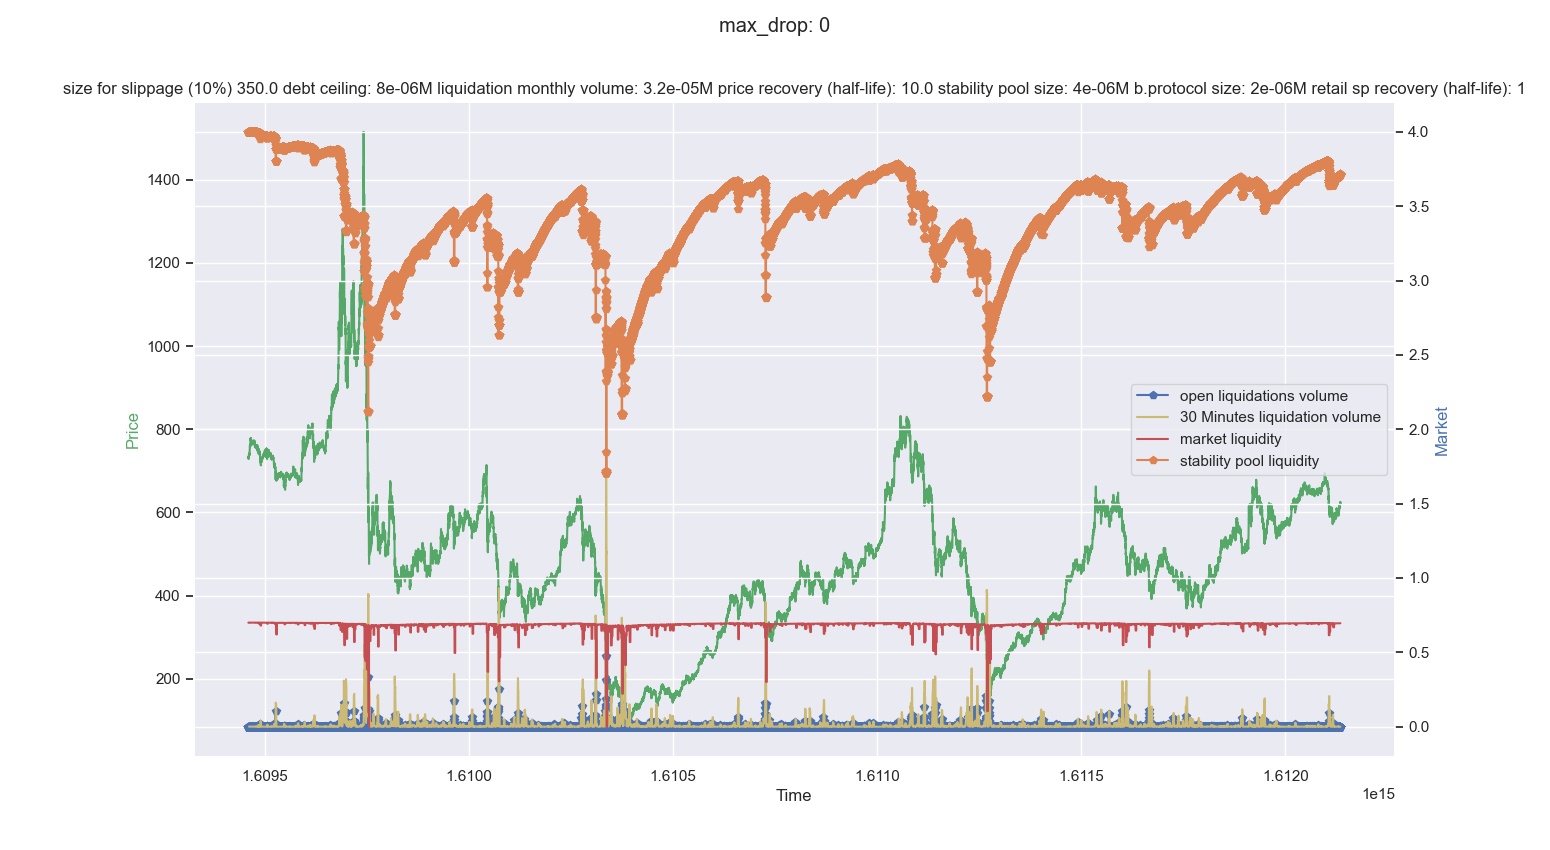 max_drop: 0
size for slippage (10%) 350.0 debt ceiling: 8e-06M liquidation monthly volume: 3.2e-05M price recovery (half-life): 10.0 stability pool size: 4e-06M b.protocol size: 2e-06M retail sp recovery (half-life): 1
1400
1200
1000
800
600
400
200
Price
4.0
3.5
3.0
2.5
2.0
1.5
1.0
0.5
0.0
Market
open liquidations volume
30 Minutes liquidation volume
market liquidity
stability pool liquidity
1.6095 1.6100 1.6105 1.6110 1.6115 1.6120
Time
1e15